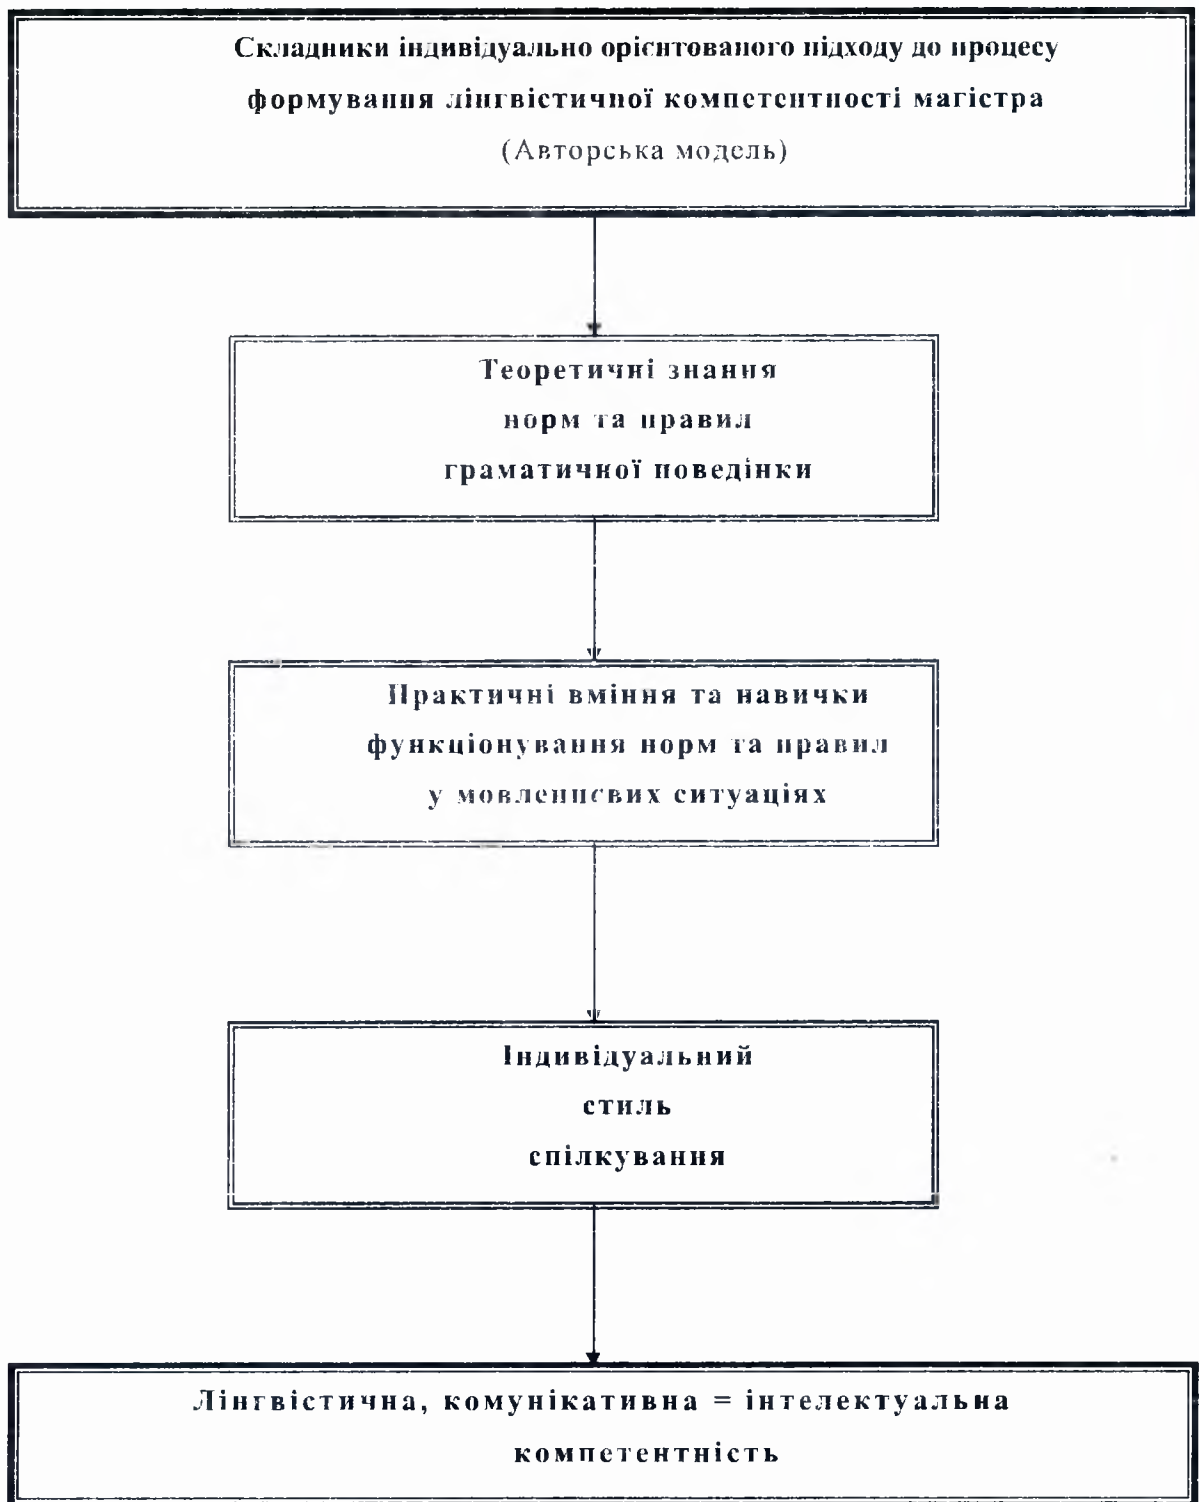 Складники індивідуально орієнтованого підходу до процесу
формування лінгвістичної компетентності магістра
(Авторська модель)
Теоретичні знання
норм та правил
граматичної поведінки
Практичні вміння та навички
функціонування норм та правил
у мовленнєвих ситуаціях
Індивідуальний
стиль
спілкування
Лінгвістична, комунікативна = інтелектуальна
компетентність